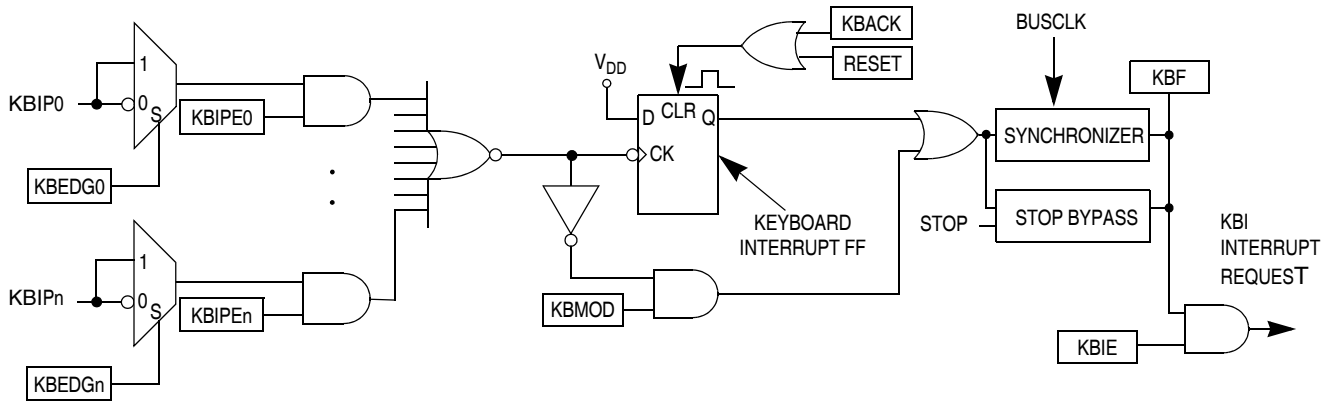 KBACK
RESET
BUSCLK
VDD
KBF
1
KBIP0
0
S
KBIPE0
D CLR Q
CK
SYNCHRONIZER
KBEDG0
KEYBOARD
INTERRUPT FF
STOP BYPASS
STOP
KBI
INTERRUPT
REQUEST
1
KBIPn
0
S
KBIPEn
KBMOD
KBIE
KBEDGn